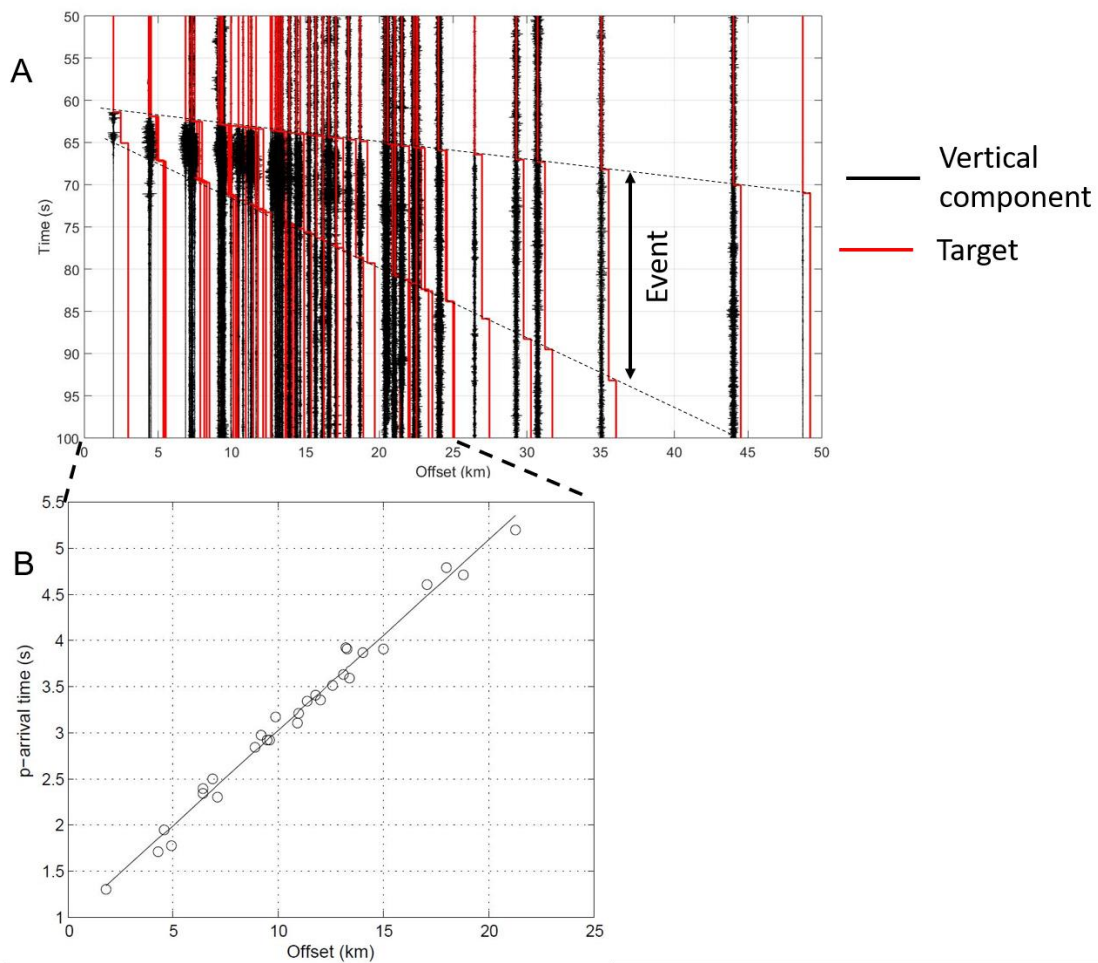 A
50
55
60
65
70
75
80
85
90
95
100
Time (s)
0 5 10 15 20 25 30 35 40 45 50
Offset (km)
Event
Vertical
component
Target
B
5.5
5
4.5
4
3.5
3
2.5
2
1.5
1
p-arrival time (s)
0 5 10 15 20 25
Offset (km)